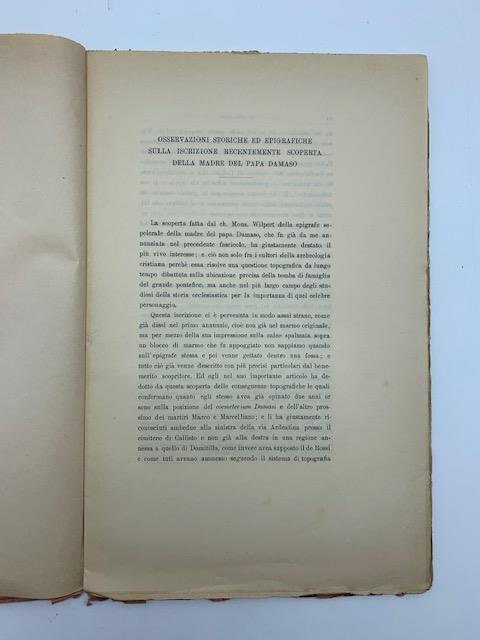 OSSERVAZIONI STORICHE ED EPIGRAFICHE
SULLA ISCRIZIONE RECENTEMENTE SCOPERTA
DELLA MADRE DEL PAPA DAMASO
La scoperta fatta dal ch. Mons. Wilpert della epigrafe se-
polcrale della madre del papa Damaso, che fu già da me an-
nunziata nel precedente fascicolo, ha giustamente destato il
più vivo interesse; e ciò non solo fra i cultori della archeologia
cristiana perchè essa risolve una questione topografica da lungo
tempo dibattuta sulla ubicazione precisa della tomba di famiglia
del grande pontefice, ma anche nel più largo campo degli stu-
diosi della storia ecclesiastica per la importanza di quel celebre
personaggio.
Questa iscrizione ci è pervenuta in modo assai strano, come
già dissi nel primo annunzio, cioè non già nel marmo originale,
ma per mezzo della sua impressione sulla calce spalmata sopra
un blocco di marmo che fu appoggiato non sappiamo quando
sull'epigrafe stessa e poi venne gettato dentro una fossa; e
tutto ciò già venne descritto con più precisi particolari dal bene-
merito scopritore. Ed egli nel suo importante articolo ha de-
dotto da questa scoperta delle conseguenze topografiche le quali
confermano quanto egli stesso avea già opinato due anni or
sono sulla posizione del coemeterium Damasi e dell'altro pros-
simo dei martiri Marco e Marcelliano; e li ha giustamente ri-
conosciuti ambedue alla sinistra della via Ardeatina presso il
cimitero di Callisto e non già alla destra in una regione an-
nessa a quello di Domitilla, come invece avea supposto il de Rossi
e come tuti avenno ammesso seguendo il sistema di topografia